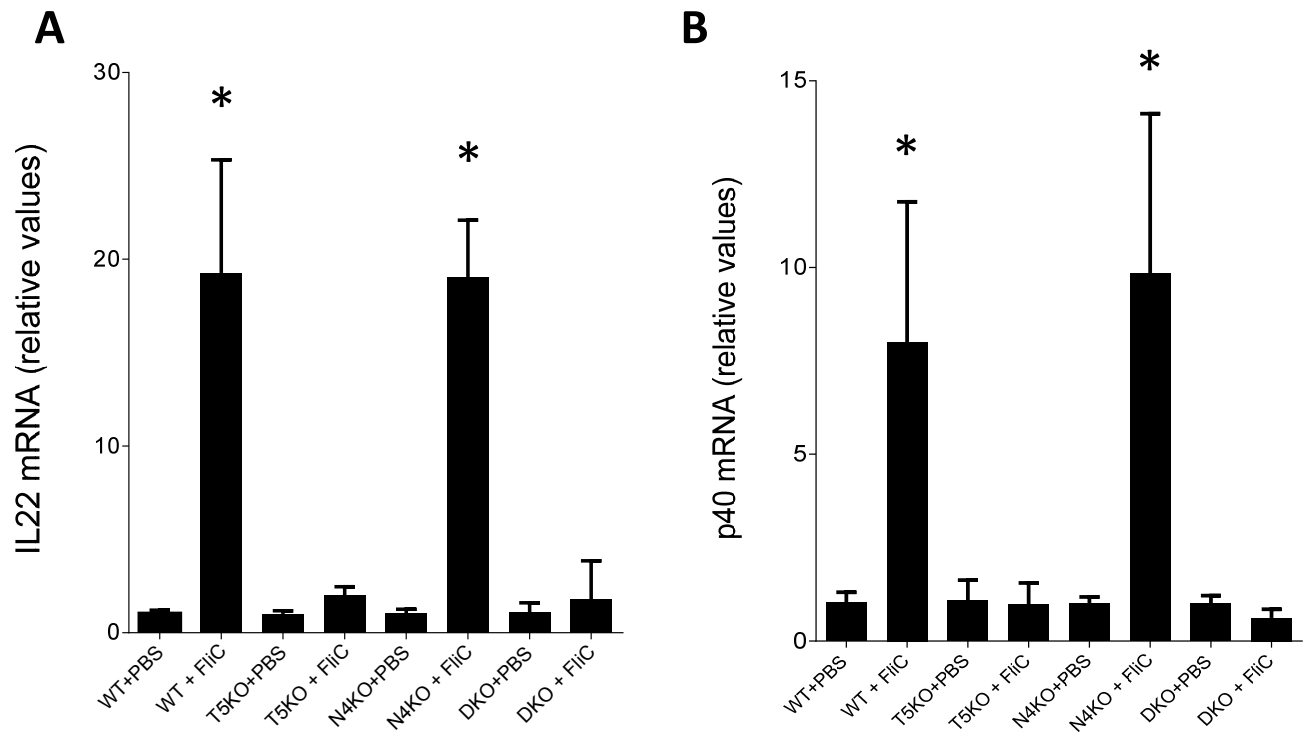 A
IL22 mRNA (relative values)
30
20
10
0
*
*
WT+PBS
WT + FliC
T5KO+PBS
T5KO + FliC
N4KO+PBS
N4KO + FliC
DKO+PBS
DKO + FliC
B
p40 mRNA (relative values)
15
10
5
0
*
*
WT+PBS
WT + FliC
T5KO+PBS
T5KO + FliC
N4KO+PBS
N4KO + FliC
DKO+PBS
DKO + FliC